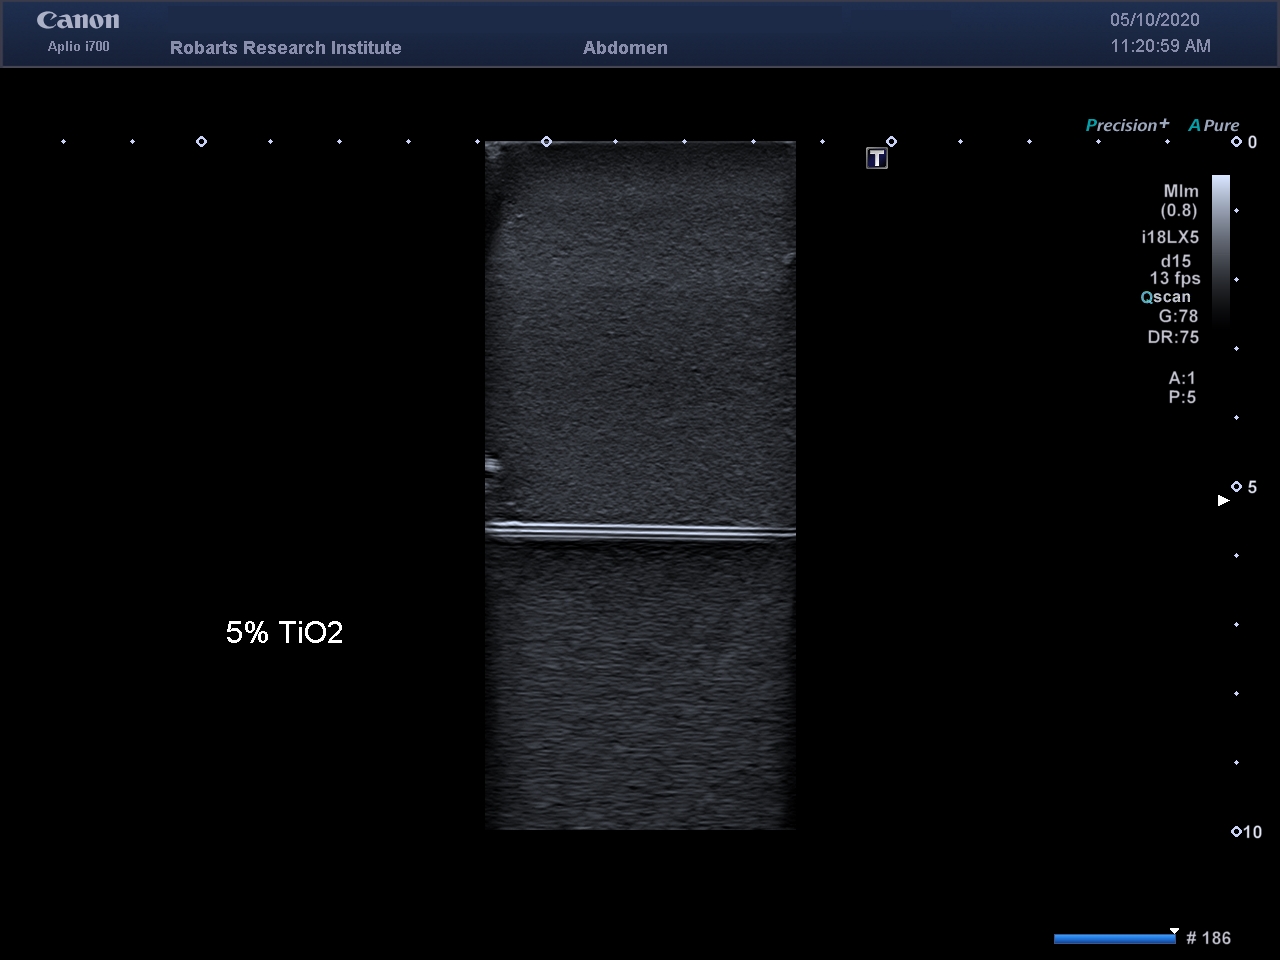 Canon
Aplio i700
Robarts Research Institute
Abdomen
05/10/2020
11:20:59 AM
Precision+ APure
T
0
MIm
(0.8)
i18LX5
d15
13 fps
Qscan
G:78
DR:75
A:1
P:5
5
5% TiO2
10
# 186